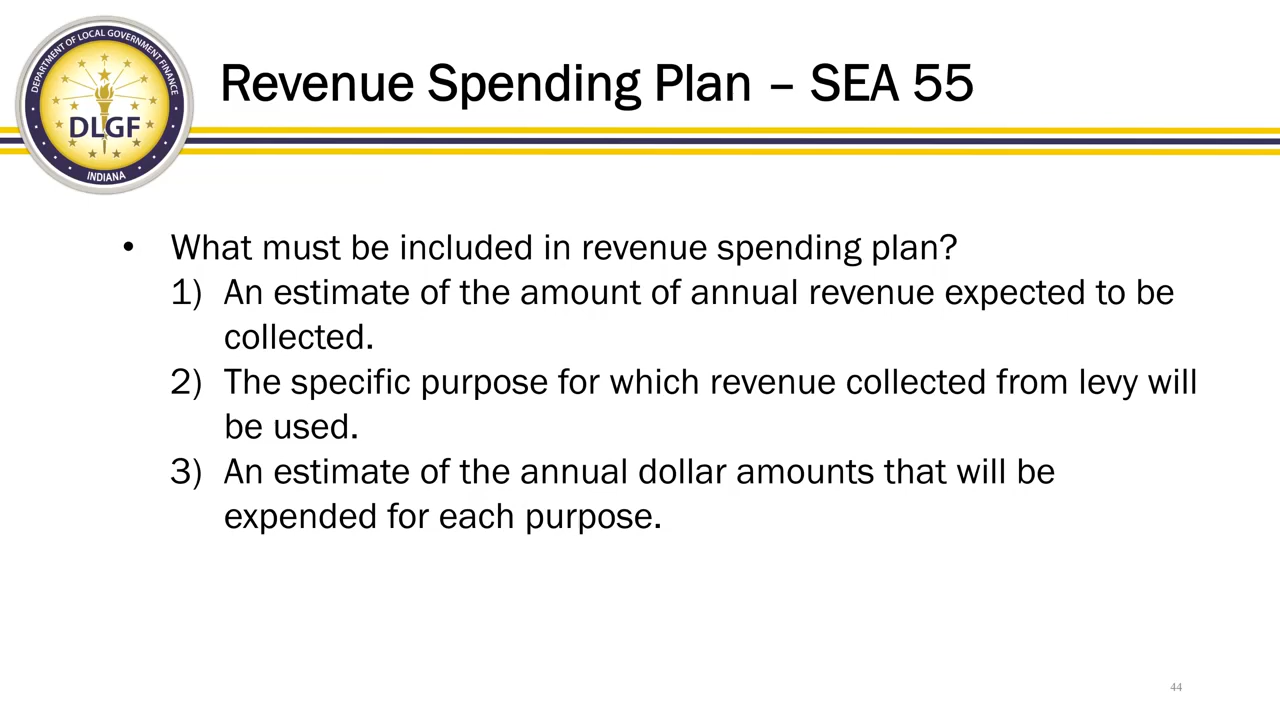 DEPARTMENT OF LOCAL GOVERNMENT FINANCE
DLGF
INDIANA
Revenue Spending Plan – SEA 55
• What must be included in revenue spending plan?
1) An estimate of the amount of annual revenue expected to be
collected.
2) The specific purpose for which revenue collected from levy will
be used.
3) An estimate of the annual dollar amounts that will be
expended for each purpose.
44